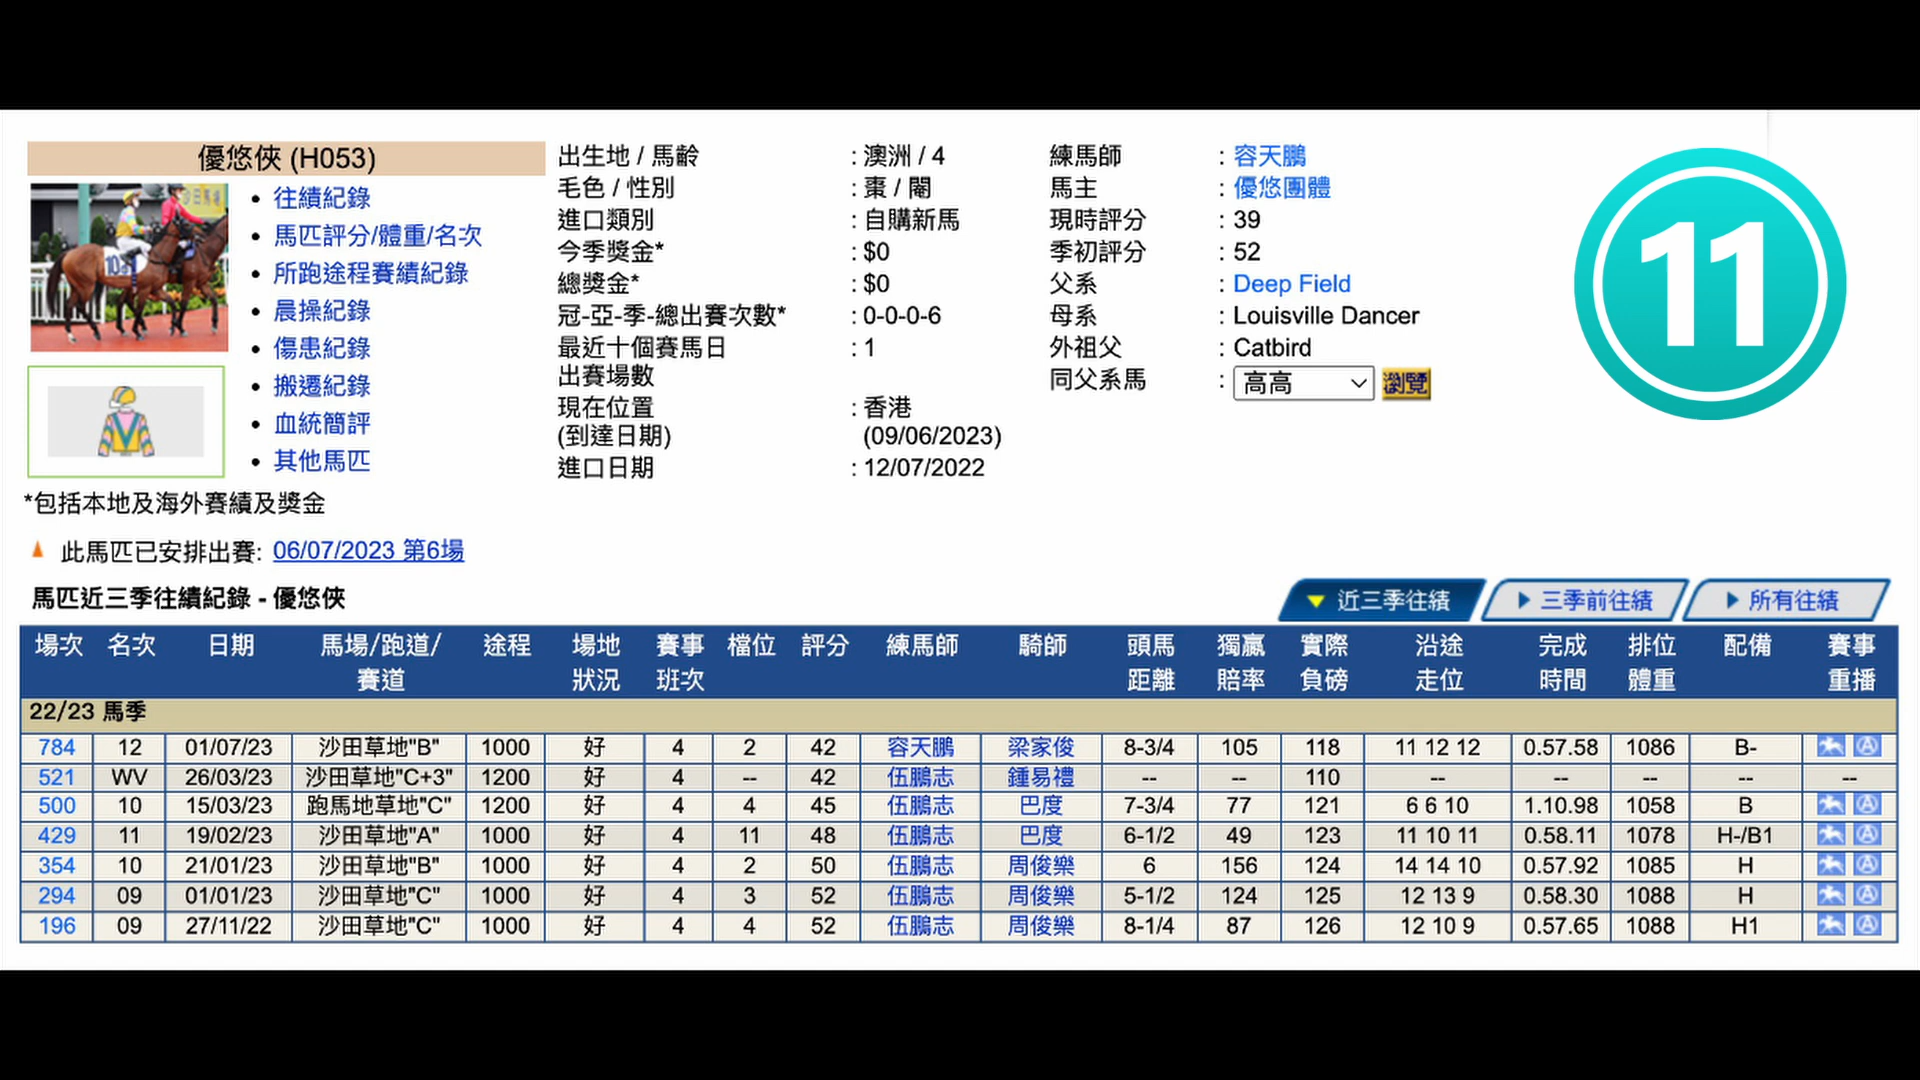 優悠俠 (H053)
往績紀錄
馬匹評分/體重/名次
所跑途程賽績紀錄
晨操紀錄
傷患紀錄
搬遷紀錄
血統簡評
其他馬匹
*包括本地及海外賽績及獎金
出生地 / 馬齡 : 澳洲 / 4
毛色 / 性別 : 棗 / 閹
進口類別 : 自購新馬
今季獎金* : $0
總獎金* : $0
冠-亞-季-總出賽次數* : 0-0-0-6
最近十個賽馬日 : 1
出賽場數
現在位置 : 香港
(到達日期) (09/06/2023)
進口日期 : 12/07/2022
練馬師 : 容天鵬
馬主 : 優悠團體
現時評分 : 39
季初評分 : 52
父系 : Deep Field
母系 : Louisville Dancer
外祖父 : Catbird
同父系馬 : 高高 瀏覽
11
此馬匹已安排出賽: 06/07/2023 第6場
馬匹近三季往績紀錄 - 優悠俠
近三季往績 三季前往績 所有往績
場次 名次 日期 馬場/跑道/ 途程 場地 賽事 檔位 評分 練馬師 騎師 頭馬 獨贏 實際 沿途 完成 排位 配備 賽事
賽道 狀況 班次 距離 賠率 負磅 走位 時間 體重 重播
22/23 馬季
784 12 01/07/23 沙田草地"B" 1000 好 4 2 42 容天鵬 梁家俊 8-3/4 105 118 11 12 12 0.57.58 1086 B-
521 WV 26/03/23 沙田草地"C+3" 1200 好 4 -- 42 伍鵬志 鍾易禮 -- -- 110 -- -- -- -- --
500 10 15/03/23 跑馬地草地"C" 1200 好 4 4 45 伍鵬志 巴度 7-3/4 77 121 6 6 10 1.10.98 1058 B
429 11 19/02/23 沙田草地"A" 1000 好 4 11 48 伍鵬志 巴度 6-1/2 49 123 11 10 11 0.58.11 1078 H-/B1
354 10 21/01/23 沙田草地"B" 1000 好 4 2 50 伍鵬志 周俊樂 6 156 124 14 14 10 0.57.92 1085 H
294 09 01/01/23 沙田草地"C" 1000 好 4 3 52 伍鵬志 周俊樂 5-1/2 124 125 12 13 9 0.58.30 1088 H
196 09 27/11/22 沙田草地"C" 1000 好 4 4 52 伍鵬志 周俊樂 8-1/4 87 126 12 10 9 0.57.65 1088 H1